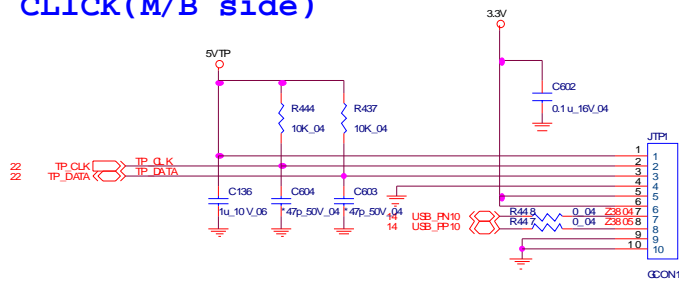 CLICK(M/B side)
3.3V
5VTP
C602
0.1u_16V_04
R444
10K_04
R437
10K_04
JTP1
1 1
22 TP_CLK TP_CLK 2 2
22 TP_DATA TP_DATA 3 3
4 4
5 5
C136
1u_10V_06
C604
*47p_50V_04
C603
*47p_50V_04
6 6
14 USB_PN10 R448 0_04 Z3804 7 7
14 USB_PP10 R447 0_04 Z3805 8 8
9 9
10 10
GCON1